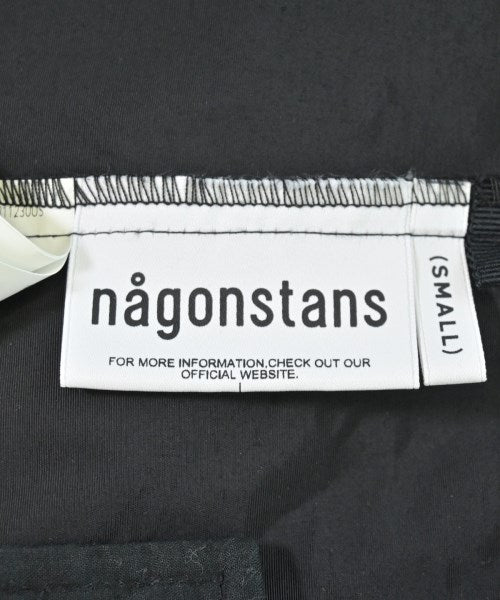 någonstans
FOR MORE INFORMATION,CHECK OUT OUR
OFFICIAL WEBSITE.
(SMALL)